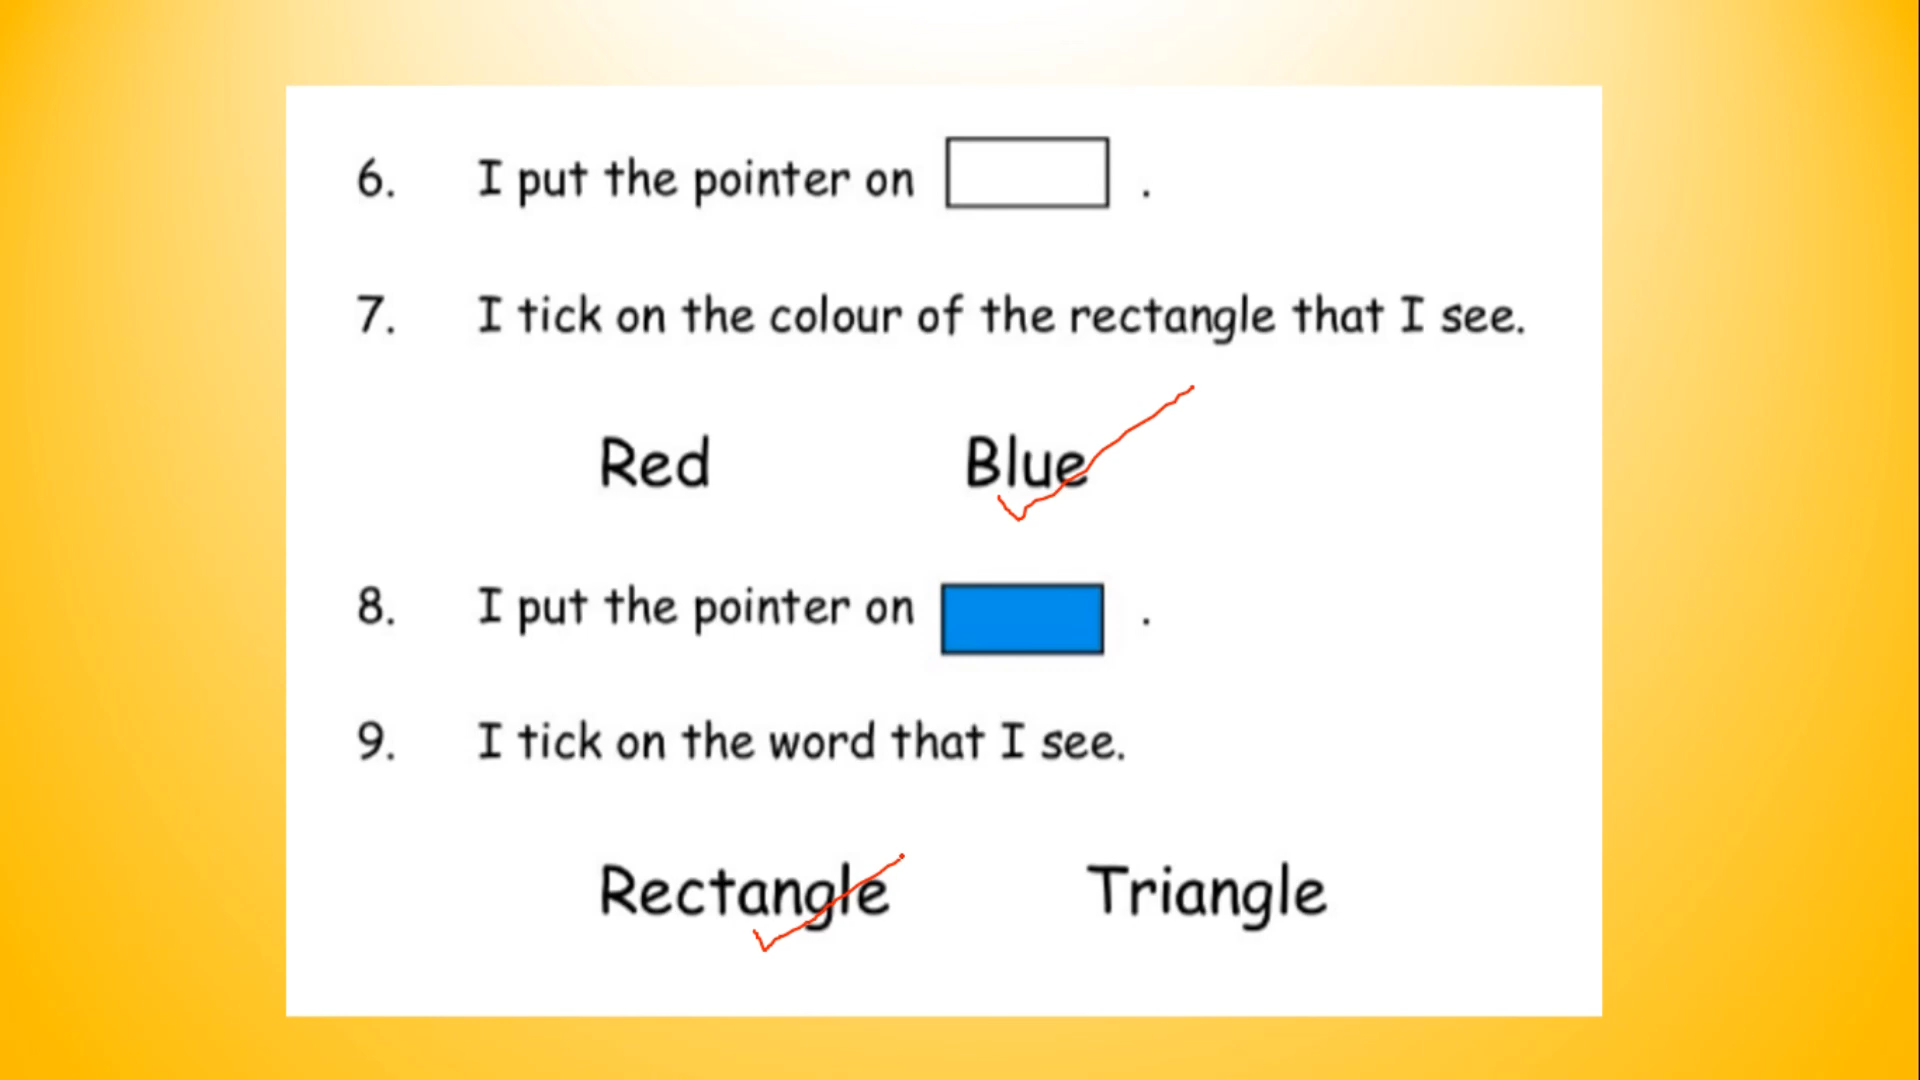 6. I put the pointer on .
7. I tick on the colour of the rectangle that I see.
Red Blue
8. I put the pointer on .
9. I tick on the word that I see.
Rectangle Triangle